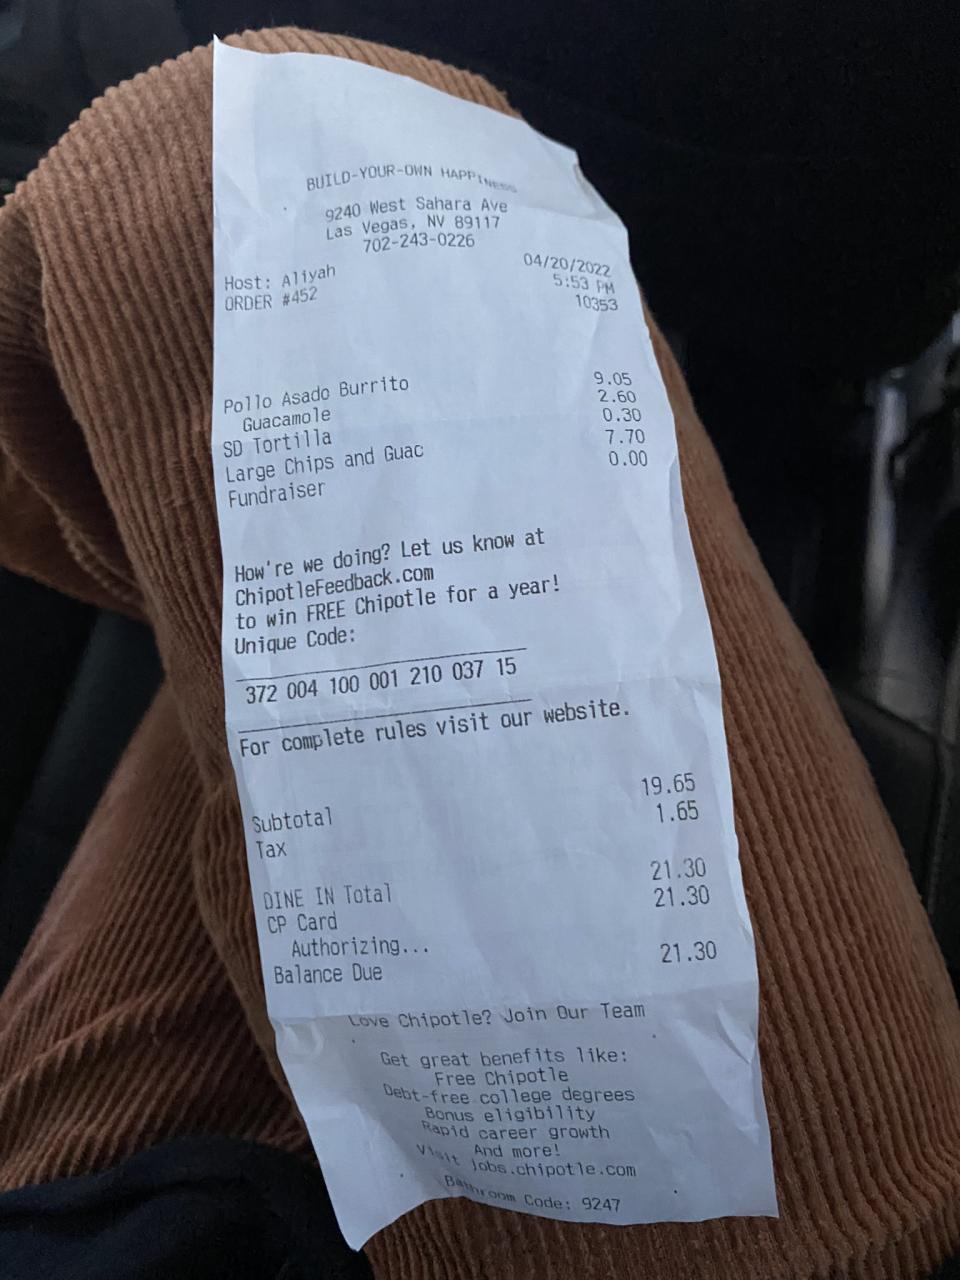 BUILD-YOUR-OWN HAPPINESS
9240 West Sahara Ave
Las Vegas, NV 89117
702-243-0226
Host: Aliyah 04/20/2022
ORDER #452 5:53 PM
10353
Pollo Asado Burrito 9.05
Guacamole 2.60
SD Tortilla 0.30
Large Chips and Guac 7.70
Fundraiser 0.00
How're we doing? Let us know at
ChipotleFeedback.com
to win FREE Chipotle for a year!
Unique Code:
372 004 100 001 210 037 15
For complete rules visit our website.
Subtotal 19.65
Tax 1.65
DINE IN Total 21.30
CP Card 21.30
Authorizing...
Balance Due 21.30
Love Chipotle? Join Our Team
Get great benefits like:
Free Chipotle
Debt-free college degrees
Bonus eligibility
Rapid career growth
And more!
Visit jobs.chipotle.com
Bathroom Code: 9247